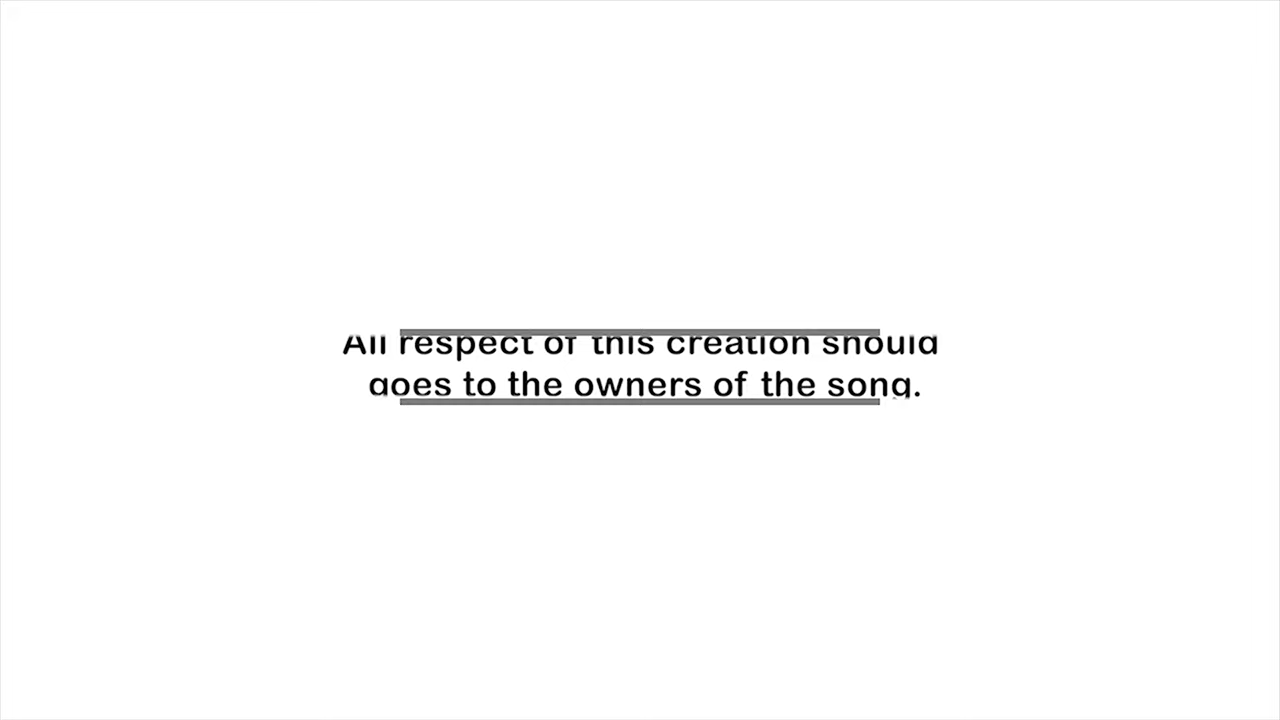 All respect of this creation should
goes to the owners of the song.